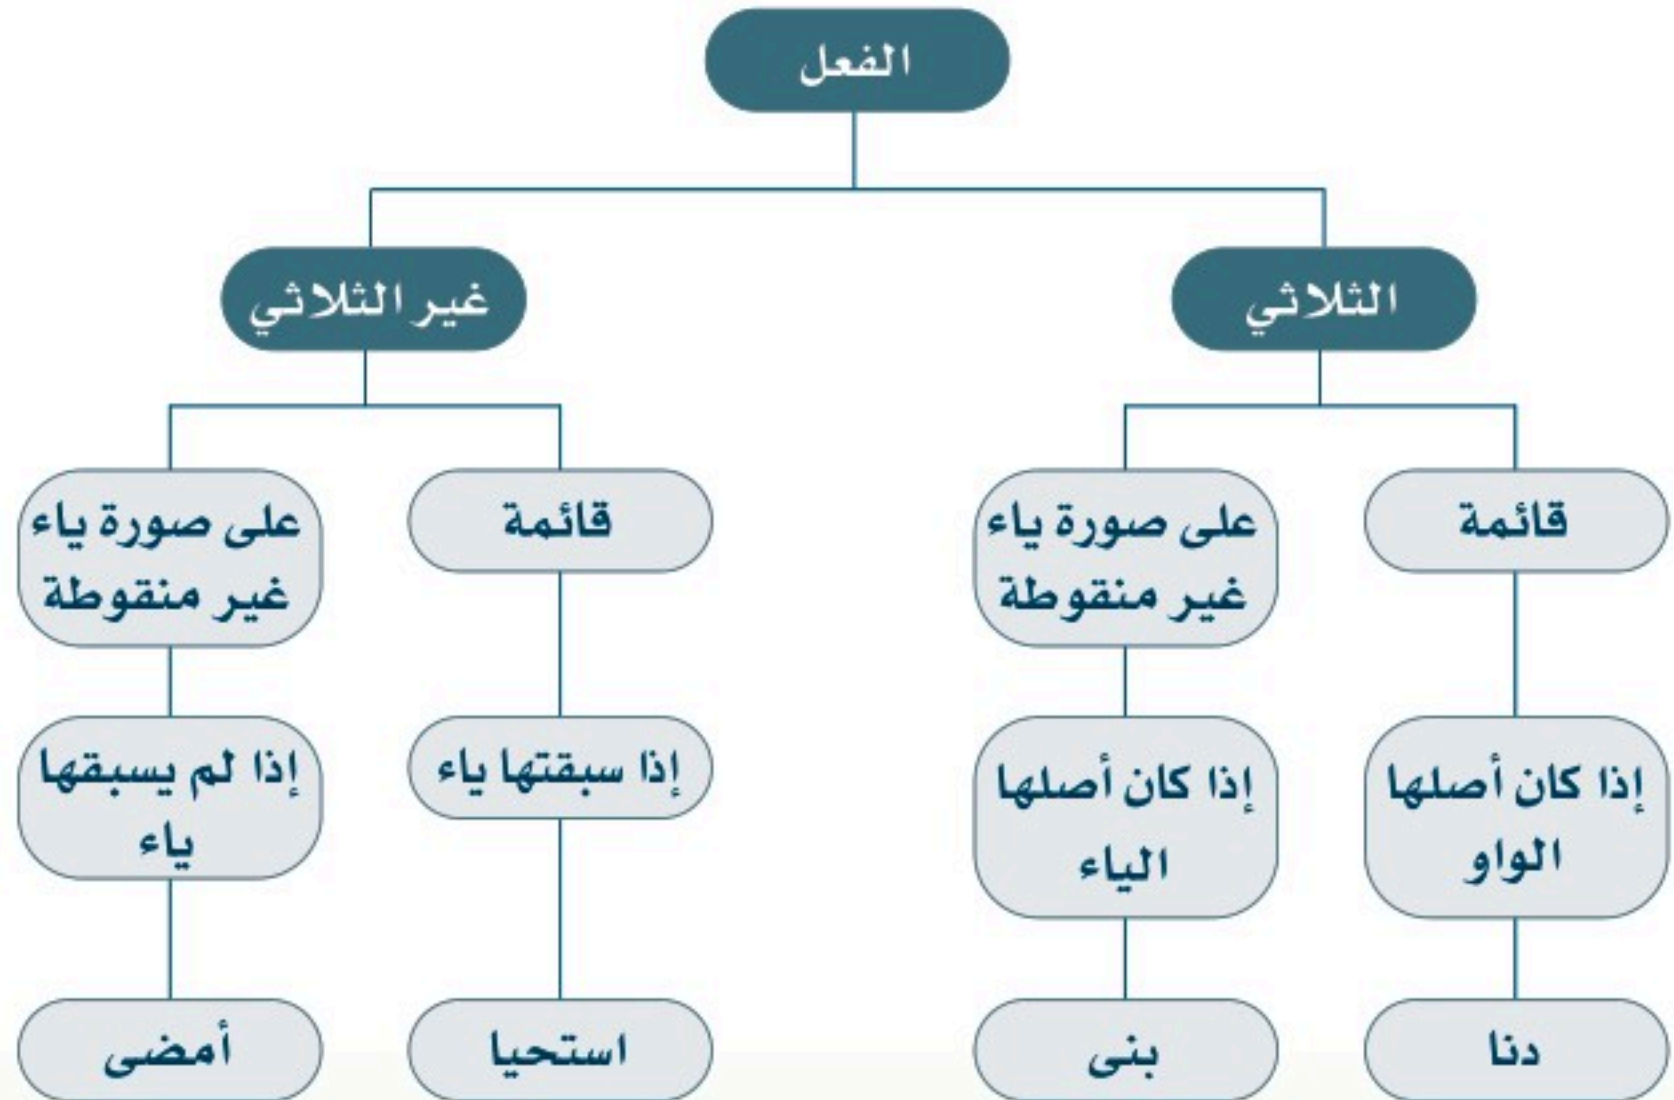 الفعل
الثلاثي
غير الثلاثي
قائمة
على صورة ياء
غير منقوطة
قائمة
على صورة ياء
غير منقوطة
إذا كان أصلها
الواو
إذا كان أصلها
الياء
إذا سبقتها ياء
إذا لم يسبقها
ياء
دنا
بنى
استحيا
أمضى